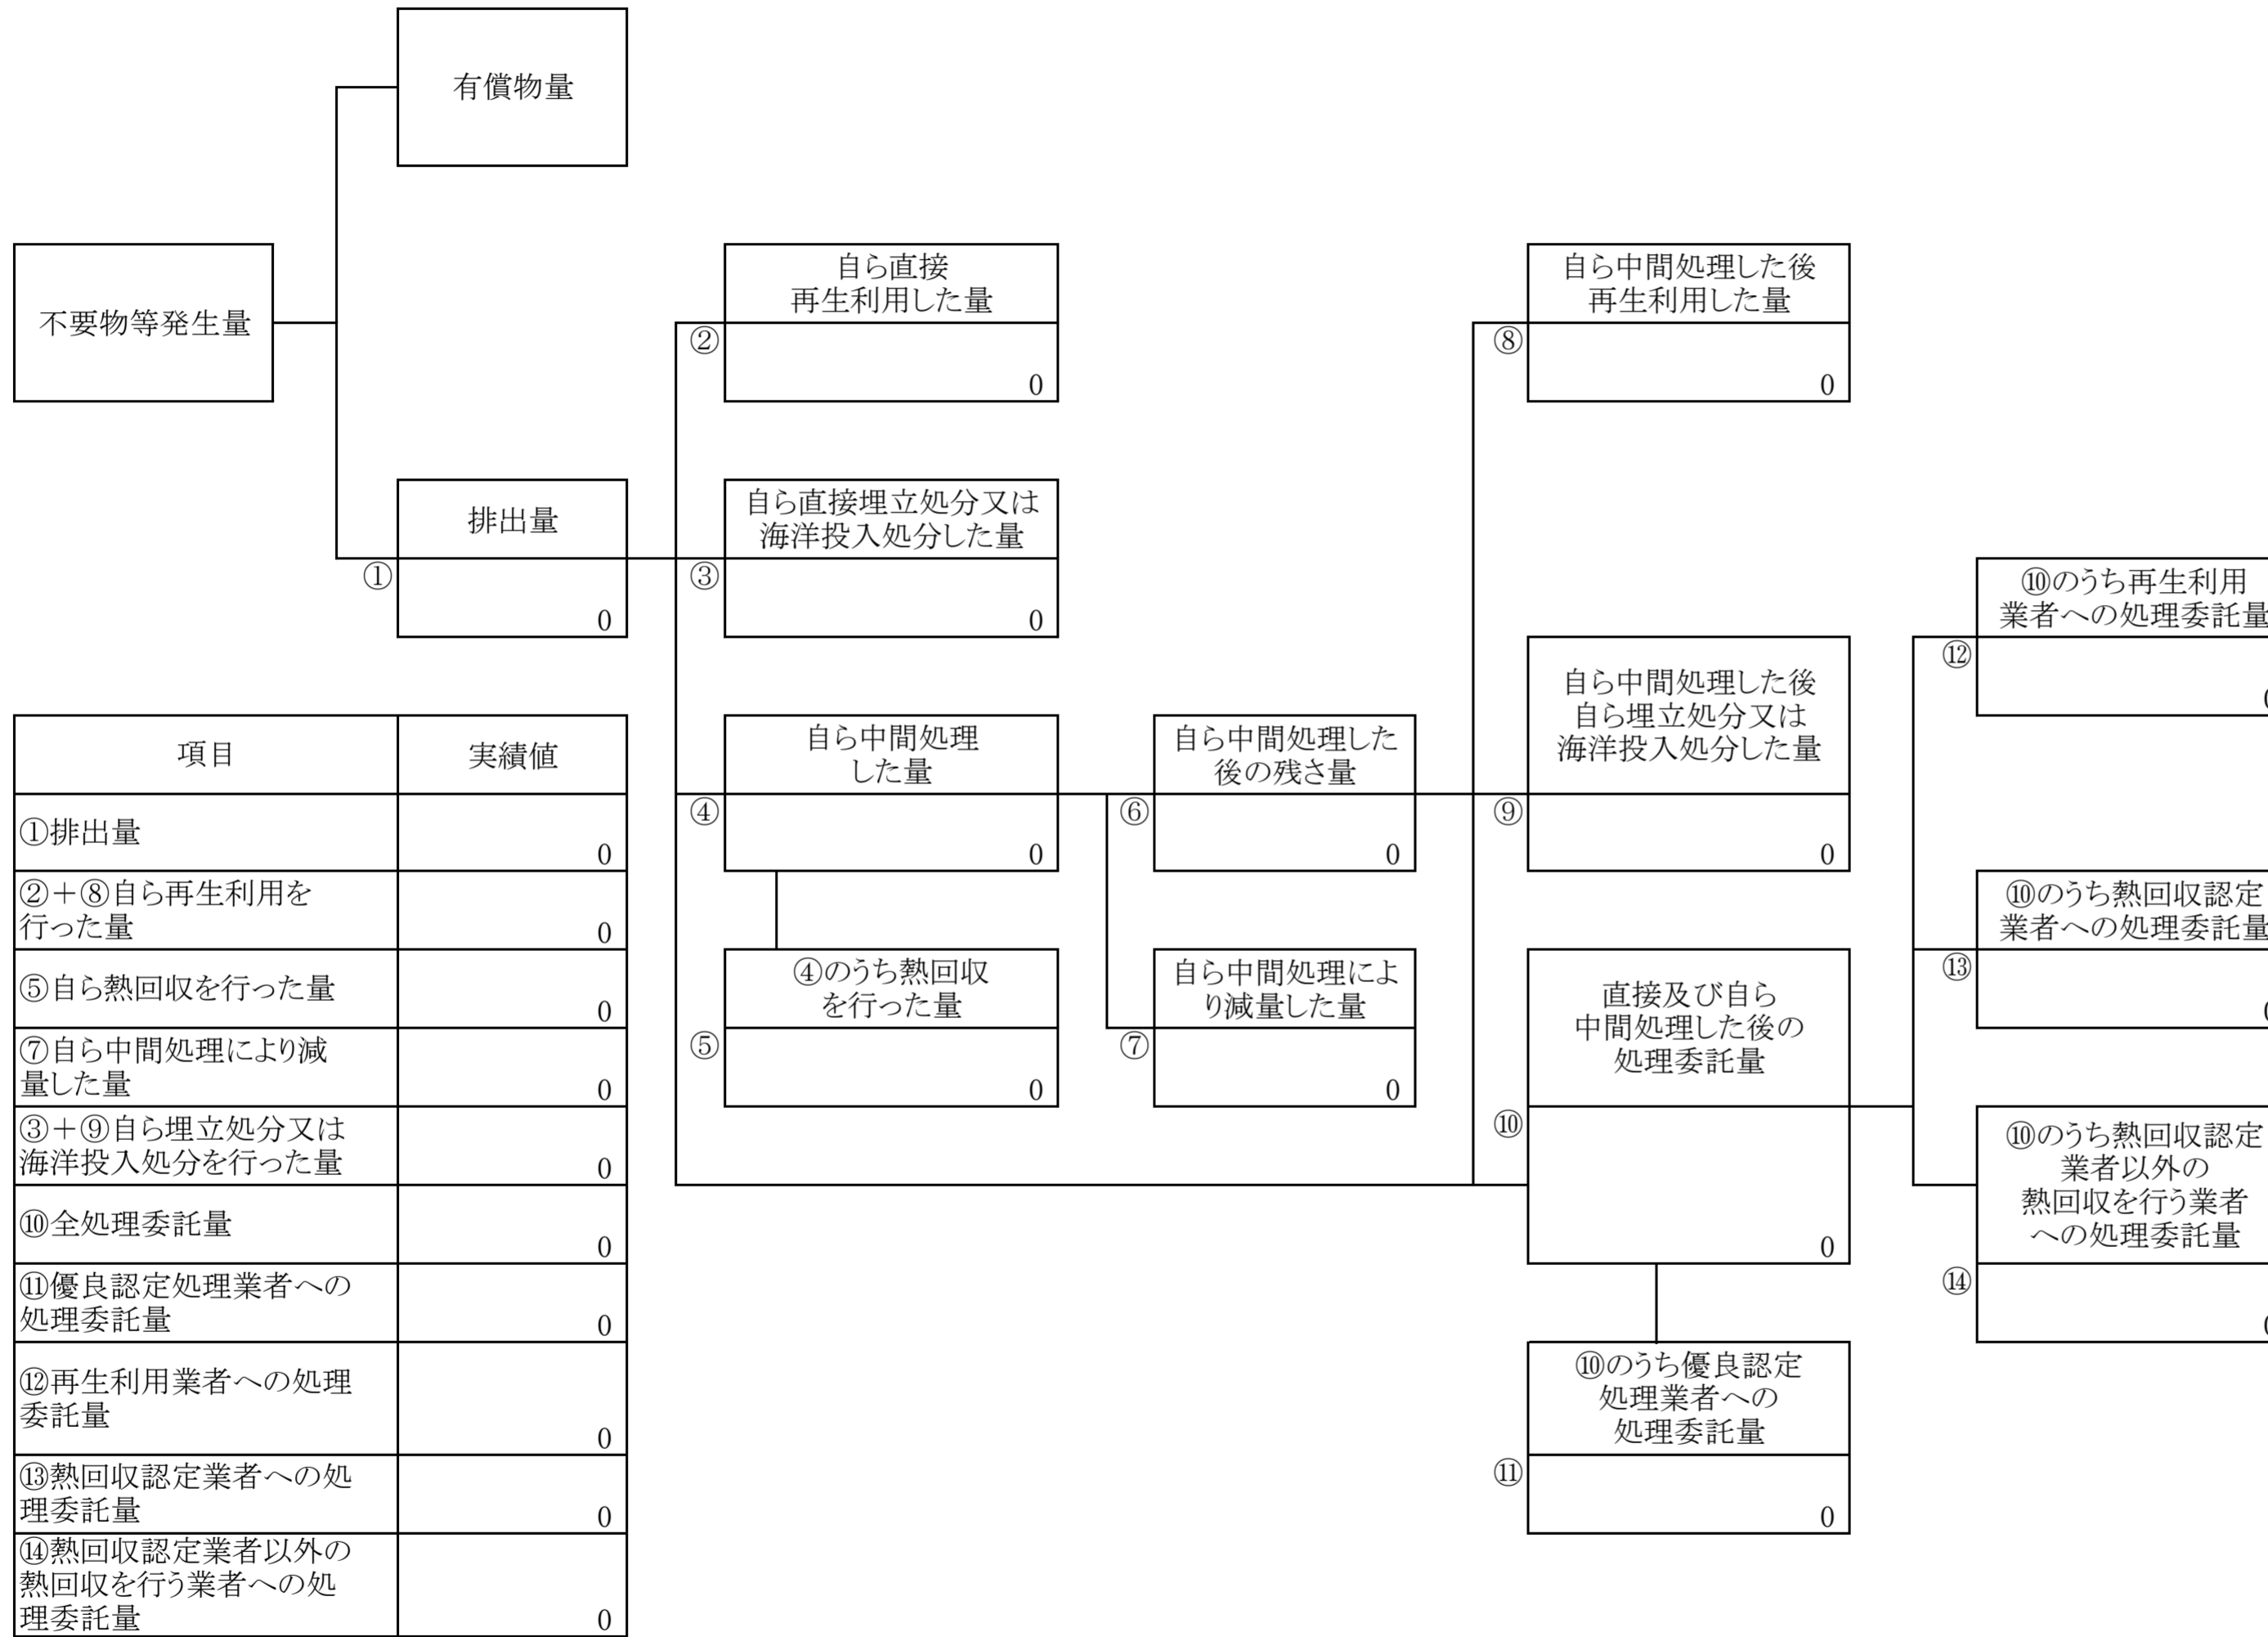 有償物量
不要物等発生量
自ら直接
再生利用した量
②
0
自ら中間処理した後
再生利用した量
⑧
0
排出量
①
0
自ら直接埋立処分又は
海洋投入処分した量
③
0
⑩のうち再生利用
業者への処理委託量
⑫
0
自ら中間処理
した量
④
0
自ら中間処理した
後の残さ量
⑥
0
自ら中間処理した後
自ら埋立処分又は
海洋投入処分した量
⑨
0
⑩のうち熱回収認定
業者への処理委託量
⑬
0
④のうち熱回収
を行った量
⑤
0
自ら中間処理によ
り減量した量
⑦
0
直接及び自ら
中間処理した後の
処理委託量
⑩
0
⑩のうち熱回収認定
業者以外の
熱回収を行う業者
への処理委託量
⑭
0
⑩のうち優良認定
処理業者への
処理委託量
⑪
0
項目 実績値
①排出量
0
②＋⑧自ら再生利用を
行った量 0
⑤自ら熱回収を行った量
0
⑦自ら中間処理により減
量した量 0
③＋⑨自ら埋立処分又は
海洋投入処分を行った量 0
⑩全処理委託量
0
⑪優良認定処理業者への
処理委託量 0
⑫再生利用業者への処理
委託量
0
⑬熱回収認定業者への処
理委託量 0
⑭熱回収認定業者以外の
熱回収を行う業者への処
理委託量 0